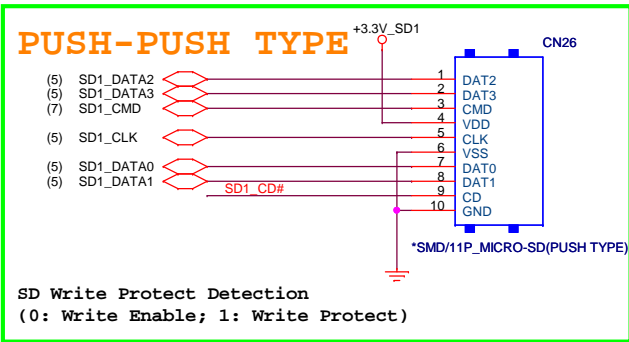 PUSH-PUSH TYPE
+3.3V_SD1
CN26
(5) SD1_DATA2 1 DAT2
(5) SD1_DATA3 2 DAT3
(7) SD1_CMD 3 CMD
4 VDD
(5) SD1_CLK 5 CLK
6 VSS
(5) SD1_DATA0 7 DAT0
(5) SD1_DATA1 8 DAT1
SD1_CD# 9 CD
10 GND
*SMD/11P_MICRO-SD(PUSH TYPE)
SD Write Protect Detection
(0: Write Enable; 1: Write Protect)